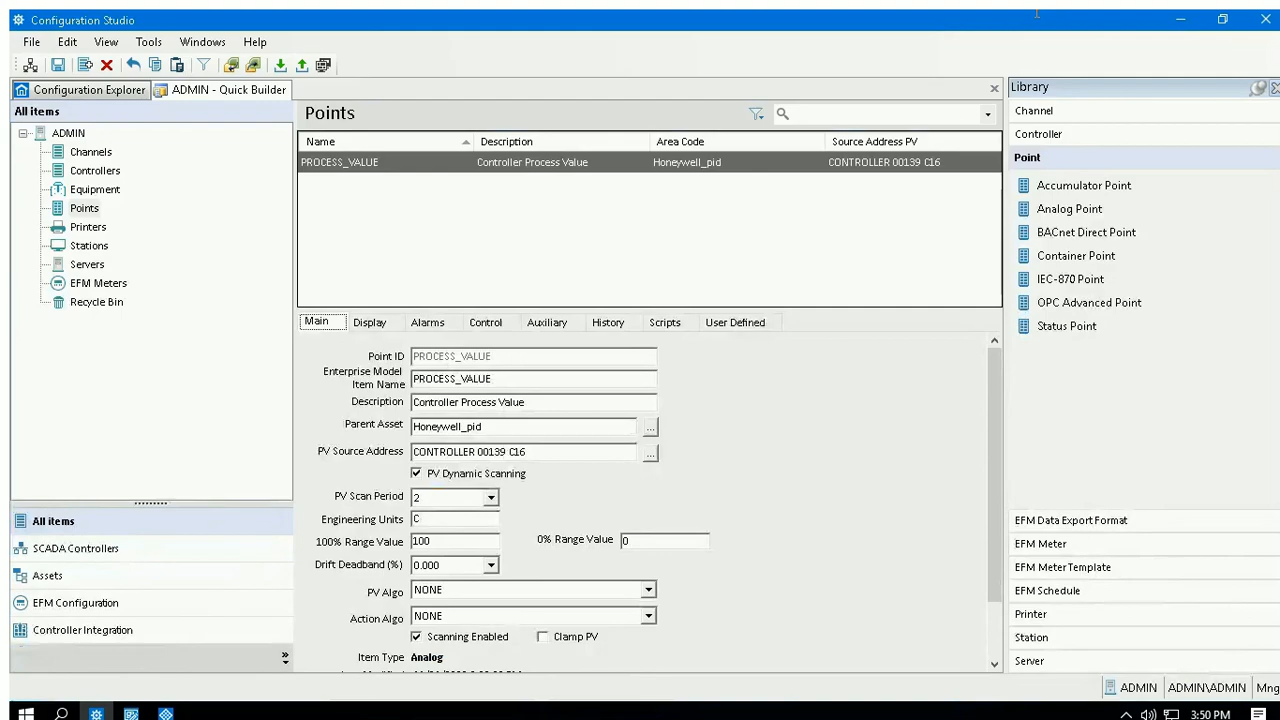 Configuration Studio
File Edit View Tools Windows Help
Configuration Explorer ADMIN - Quick Builder
All items
ADMIN
Channels
Controllers
Equipment
Points
Printers
Stations
Servers
EFM Meters
Recycle Bin
All items
SCADA Controllers
Assets
EFM Configuration
Controller Integration
Points
Name Description Area Code Source Address PV
PROCESS_VALUE Controller Process Value Honeywell_pid CONTROLLER 00139 C16
Main Display Alarms Control Auxiliary History Scripts User Defined
Point ID PROCESS_VALUE
Enterprise Model
Item Name PROCESS_VALUE
Description Controller Process Value
Parent Asset Honeywell_pid ...
PV Source Address CONTROLLER 00139 C16 ...
PV Dynamic Scanning
PV Scan Period 2
Engineering Units C
100% Range Value 100 0% Range Value 0
Drift Deadband (%) 0.000
PV Algo NONE
Action Algo NONE
Scanning Enabled Clamp PV
Item Type Analog
Library
Channel
Controller
Point
Accumulator Point
Analog Point
BACnet Direct Point
Container Point
IEC-870 Point
OPC Advanced Point
Status Point
EFM Data Export Format
EFM Meter
EFM Meter Template
EFM Schedule
Printer
Station
Server
ADMIN ADMIN\ADMIN Mng
3:50 PM